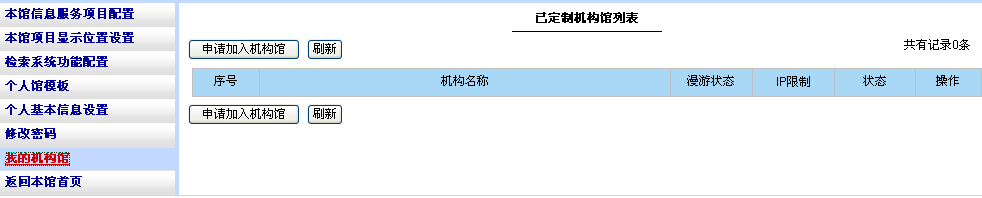 本馆信息服务项目配置
本馆项目显示位置设置
检索系统功能配置
个人馆模板
个人基本信息设置
修改密码
我的机构馆
返回本馆首页
已定制机构馆列表
申请加入机构馆 刷新
共有记录0条
序号 机构名称 漫游状态 IP限制 状态 操作
申请加入机构馆 刷新